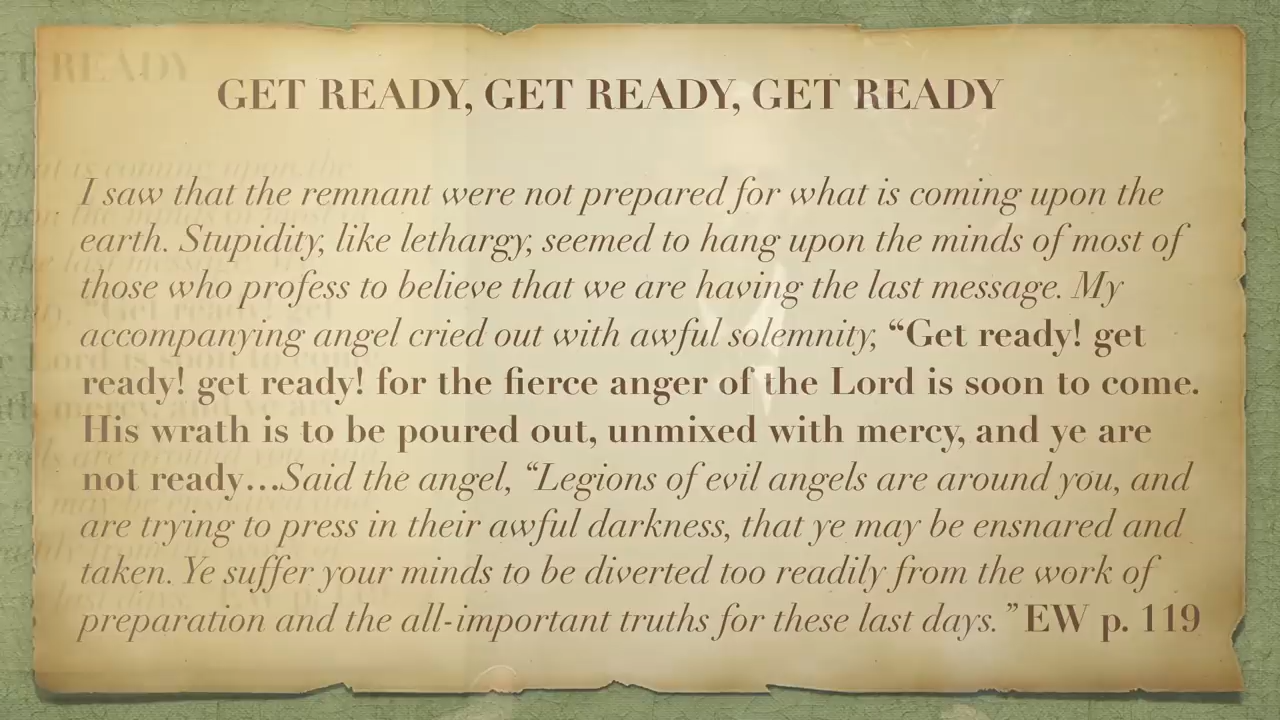 GET READY, GET READY, GET READY
I saw that the remnant were not prepared for what is coming upon the
earth. Stupidity, like lethargy, seemed to hang upon the minds of most of
those who profess to believe that we are having the last message. My
accompanying angel cried out with awful solemnity, “Get ready! get
ready! get ready! for the fierce anger of the Lord is soon to come.
His wrath is to be poured out, unmixed with mercy, and ye are
not ready...Said the angel, “Legions of evil angels are around you, and
are trying to press in their awful darkness, that ye may be ensnared and
taken. Ye suffer your minds to be diverted too readily from the work of
preparation and the all-important truths for these last days.” EW p. 119